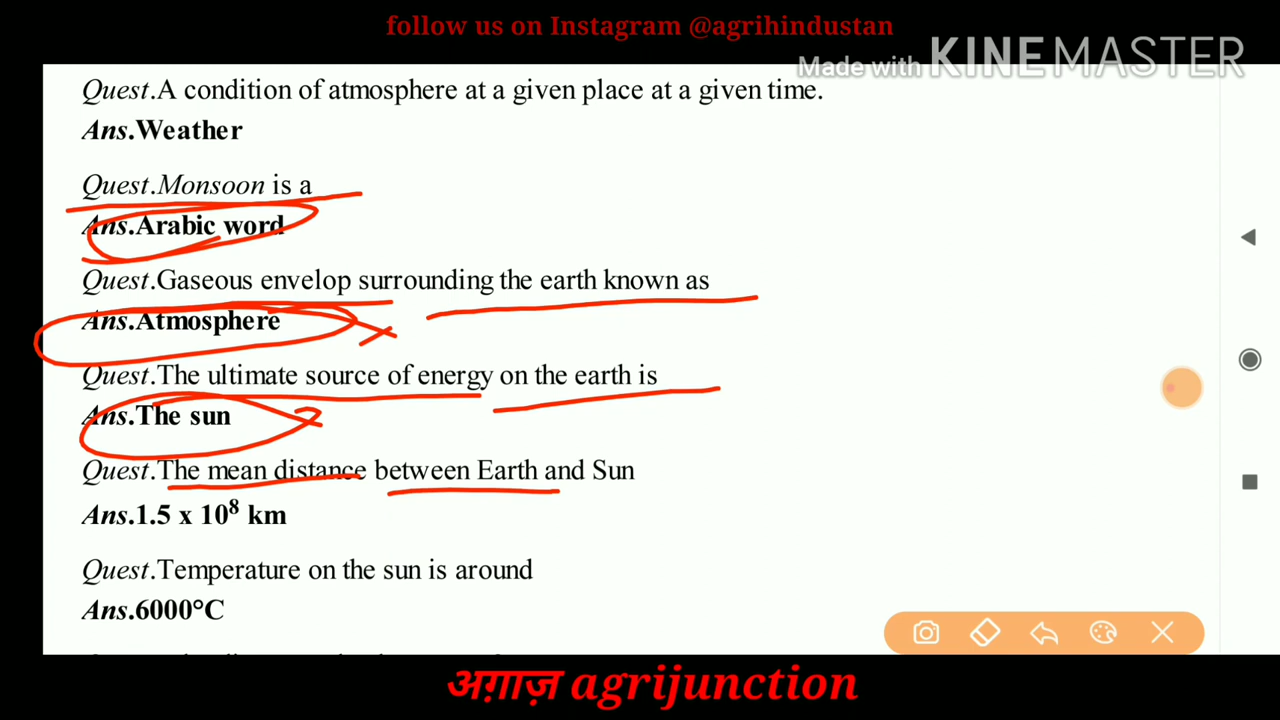 follow us on Instagram @agrihindustan
Made with KINEMASTER
Quest.A condition of atmosphere at a given place at a given time.
Ans.Weather
Quest.Monsoon is a
Ans.Arabic word
Quest.Gaseous envelop surrounding the earth known as
Ans.Atmosphere
Quest.The ultimate source of energy on the earth is
Ans.The sun
Quest.The mean distance between Earth and Sun
Ans.1.5 x 10⁸ km
Quest.Temperature on the sun is around
Ans.6000°C
अग़ाज़ agrijunction